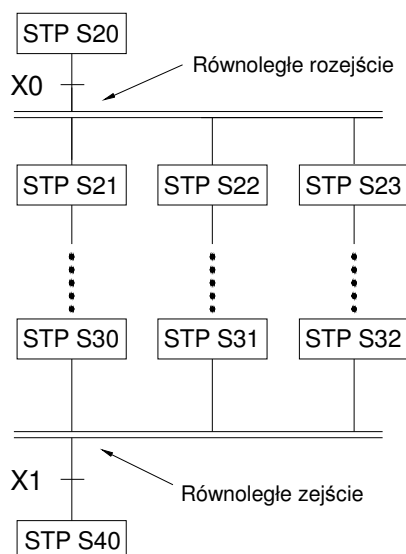 STP S20
Równoległe rozejście
X0
STP S21 STP S22 STP S23
STP S30 STP S31 STP S32
X1
Równoległe zejście
STP S40